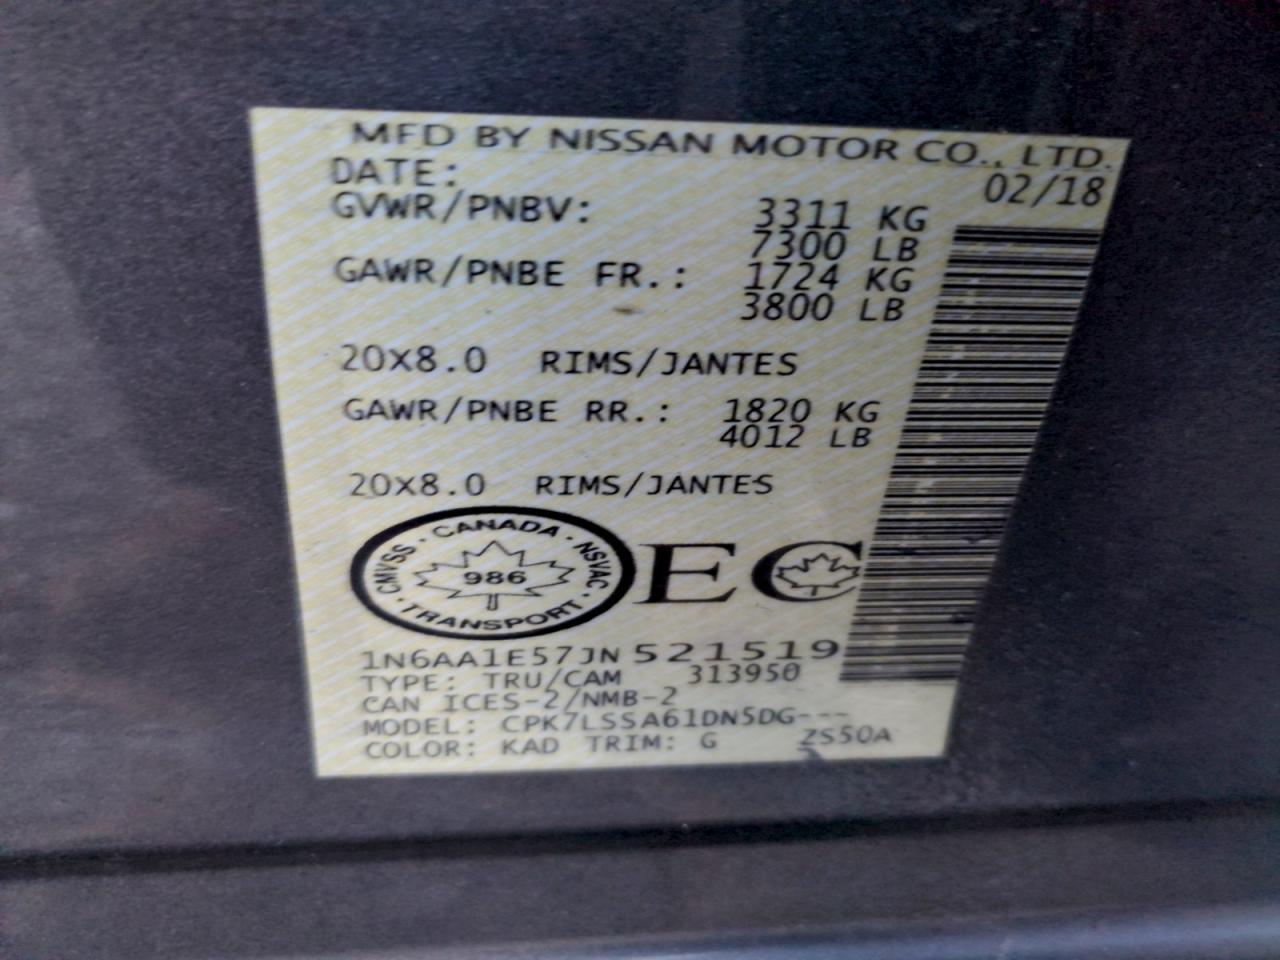 MFD BY NISSAN MOTOR CO., LTD.
DATE: 02/18
GVWR/PNBV: 3311 KG
7300 LB
GAWR/PNBE FR.: 1724 KG
3800 LB
20X8.0 RIMS/JANTES
GAWR/PNBE RR.: 1820 KG
4012 LB
20X8.0 RIMS/JANTES
CMVSS · CANADA · NSVAC · TRANSPORT ·
986
EC
1N6AA1E57JN521519
TYPE: TRU/CAM 313950
CAN ICES-2/NMB-2
MODEL: CPK7LSSA61DN5DG---
COLOR: KAD TRIM: G ZS50A